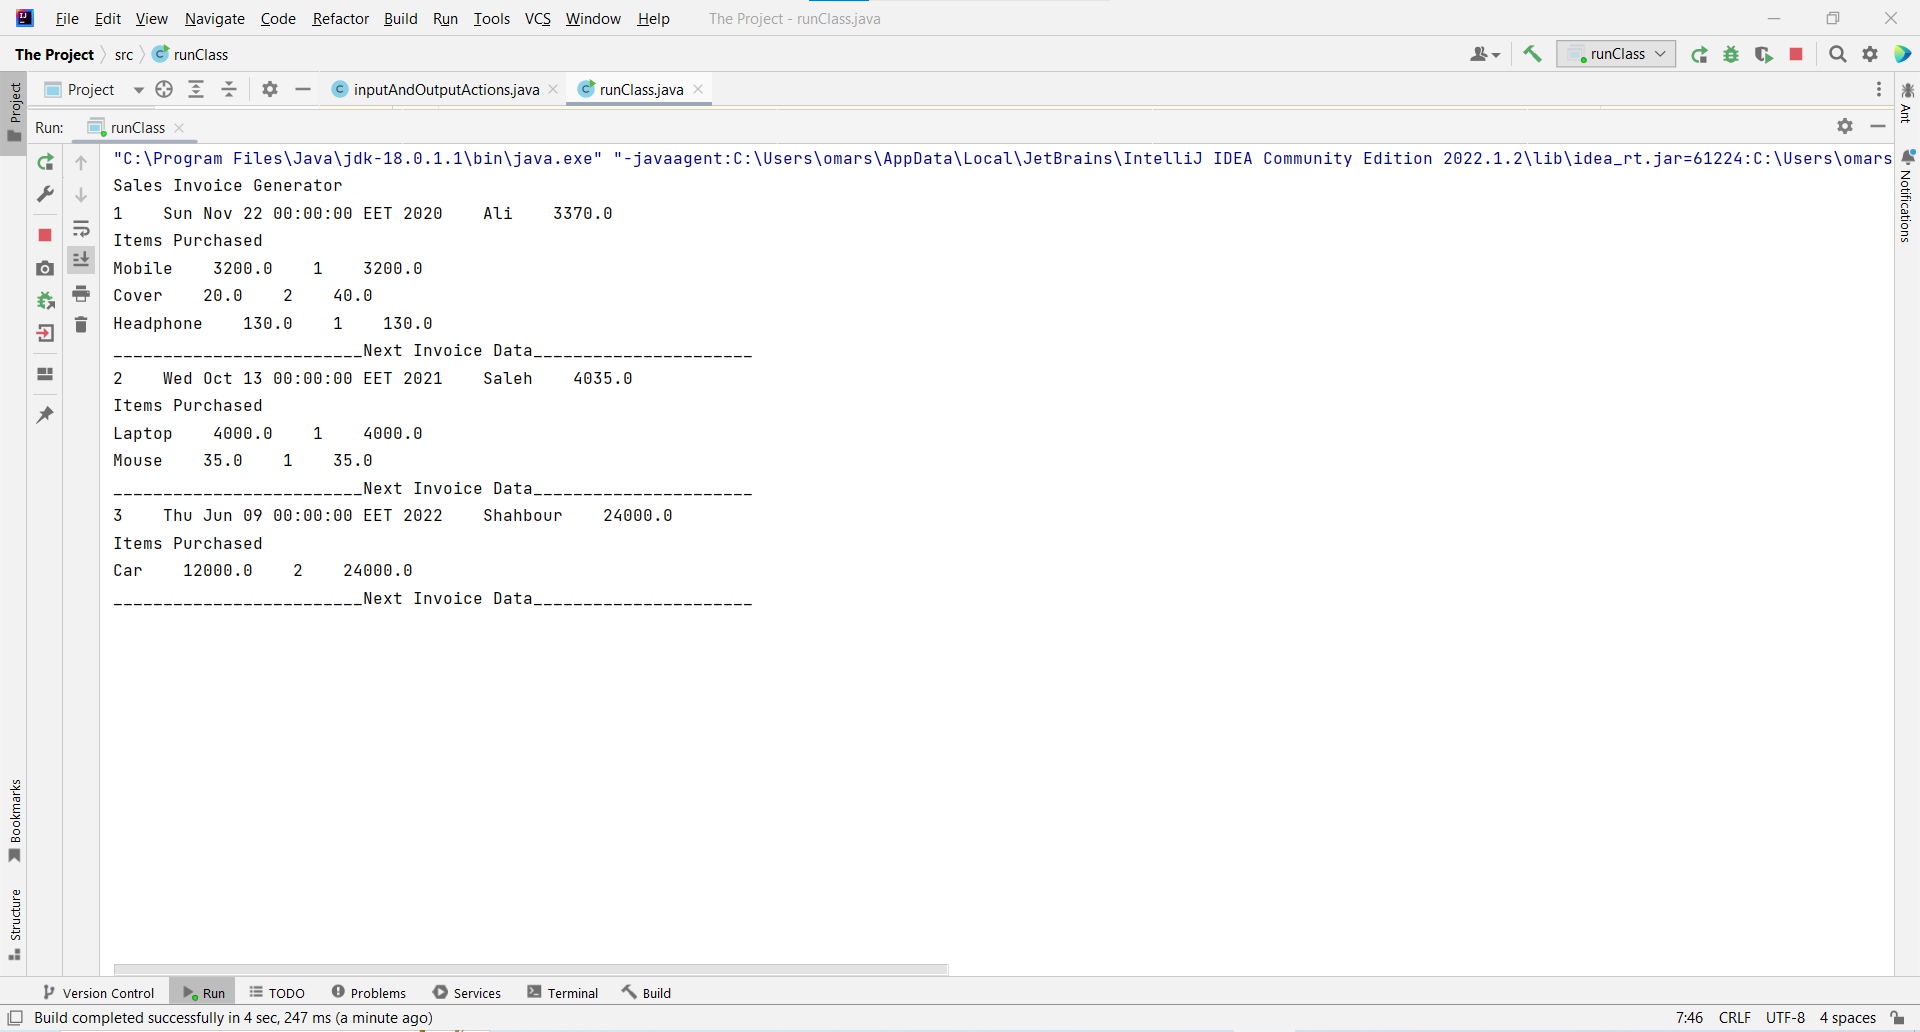 File Edit View Navigate Code Refactor Build Run Tools VCS Window Help The Project - runClass.java
The Project src runClass runClass
Project inputAndOutputActions.java runClass.java
Run: runClass
"C:\Program Files\Java\jdk-18.0.1.1\bin\java.exe" "-javaagent:C:\Users\omars\AppData\Local\JetBrains\IntelliJ IDEA Community Edition 2022.1.2\lib\idea_rt.jar=61224:C:\Users\omars
Sales Invoice Generator
1    Sun Nov 22 00:00:00 EET 2020    Ali    3370.0
Items Purchased
Mobile    3200.0    1    3200.0
Cover    20.0    2    40.0
Headphone    130.0    1    130.0
_________________________Next Invoice Data______________________
2    Wed Oct 13 00:00:00 EET 2021    Saleh    4035.0
Items Purchased
Laptop    4000.0    1    4000.0
Mouse    35.0    1    35.0
_________________________Next Invoice Data______________________
3    Thu Jun 09 00:00:00 EET 2022    Shahbour    24000.0
Items Purchased
Car    12000.0    2    24000.0
_________________________Next Invoice Data______________________
Project
Bookmarks
Structure
Ant
Notifications
Version Control Run TODO Problems Services Terminal Build
Build completed successfully in 4 sec, 247 ms (a minute ago) 7:46 CRLF UTF-8 4 spaces